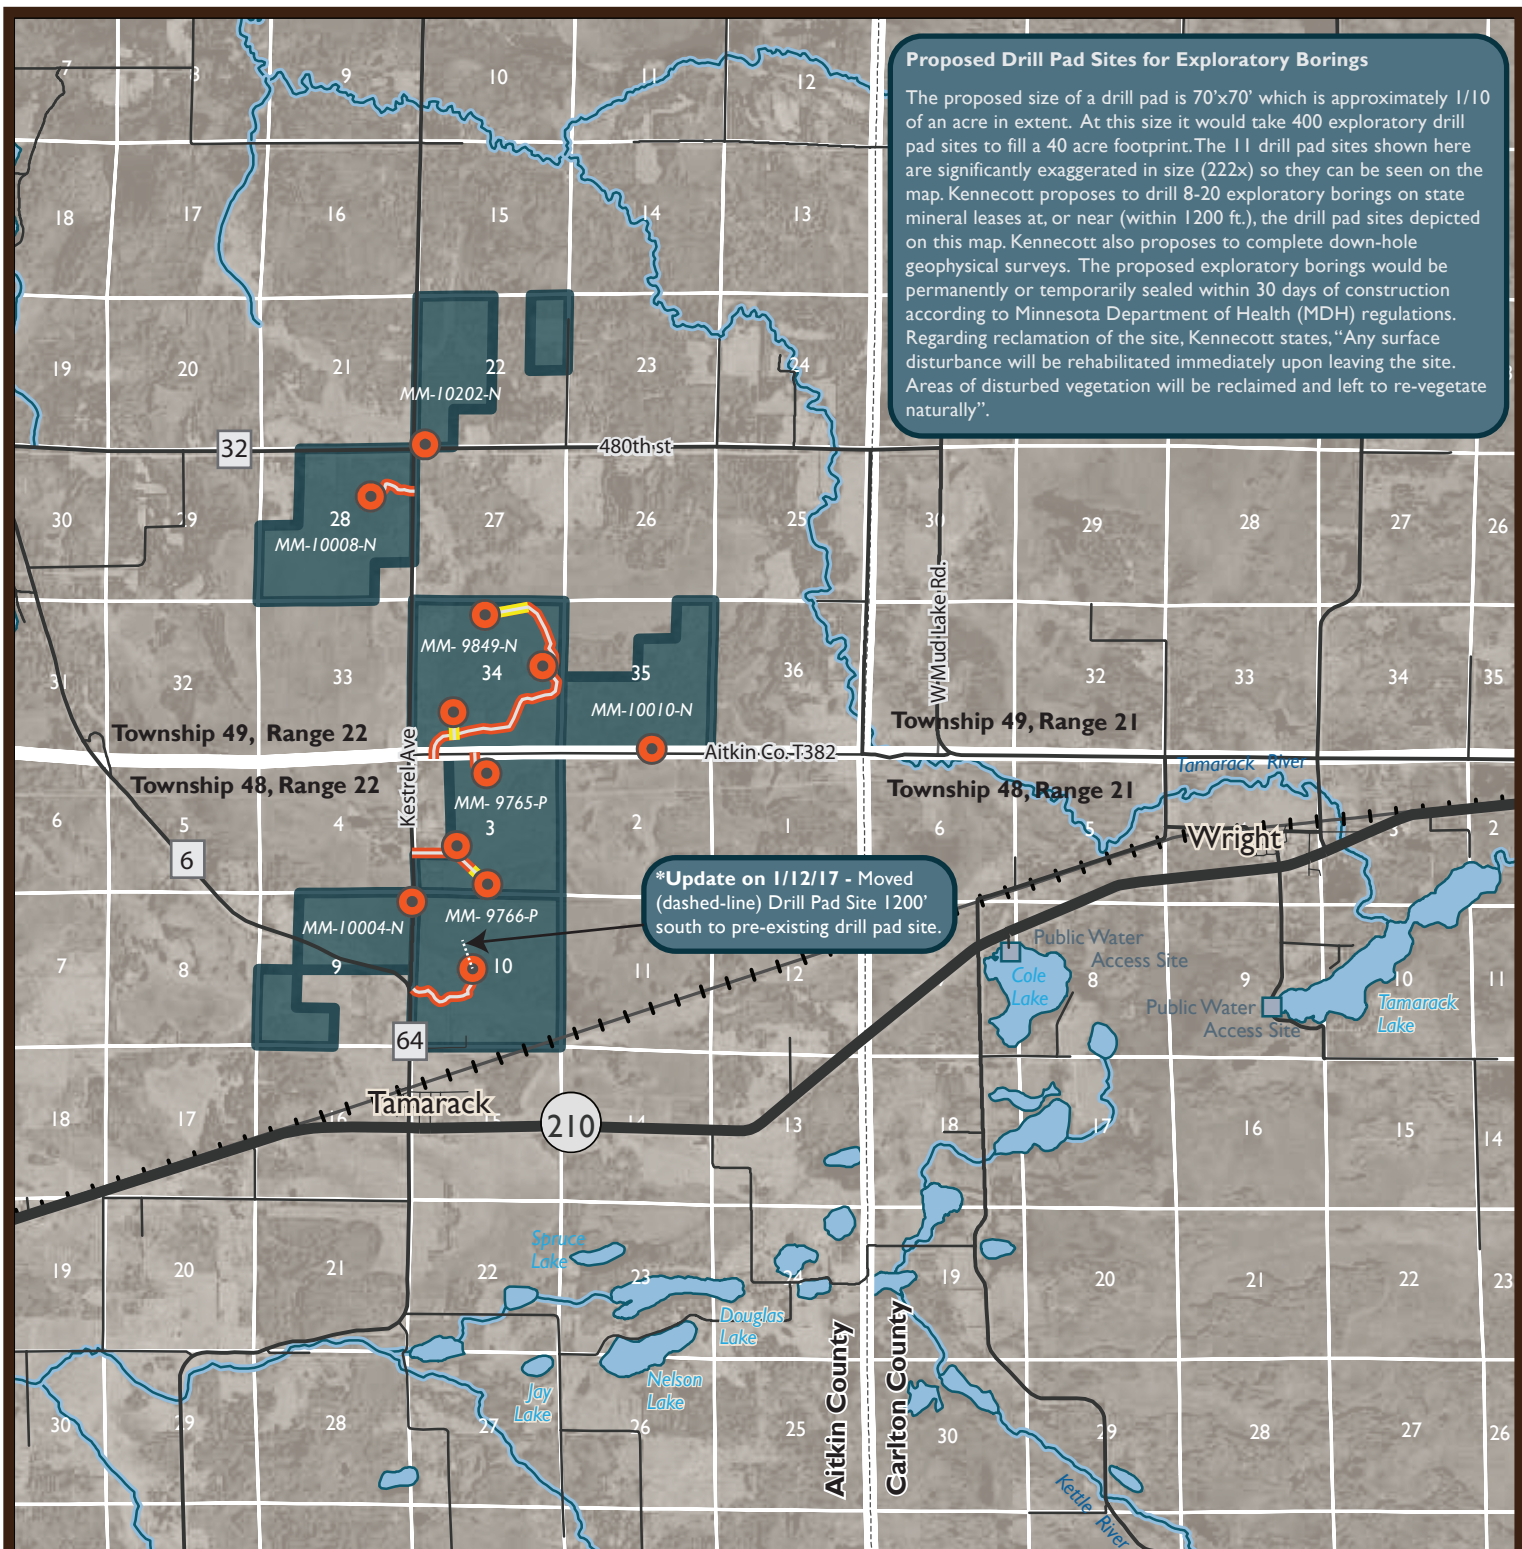 Proposed Drill Pad Sites for Exploratory Borings
The proposed size of a drill pad is 70'x70' which is approximately 1/10
of an acre in extent. At this size it would take 400 exploratory drill
pad sites to fill a 40 acre footprint. The 11 drill pad sites shown here
are significantly exaggerated in size (222x) so they can be seen on the
map. Kennecott proposes to drill 8-20 exploratory borings on state
mineral leases at, or near (within 1200 ft.), the drill pad sites depicted
on this map. Kennecott also proposes to complete down-hole
geophysical surveys. The proposed exploratory borings would be
permanently or temporarily sealed within 30 days of construction
according to Minnesota Department of Health (MDH) regulations.
Regarding reclamation of the site, Kennecott states, “Any surface
disturbance will be rehabilitated immediately upon leaving the site.
Areas of disturbed vegetation will be reclaimed and left to re-vegetate
naturally”.
7 8 9 10 11 12
18 17 16 15 14 13
19 20 21 22 23 24
MM-10202-N
32
480th st
30 29 28 27 26 25 30 29 28 27 26
MM-10008-N
W Mud Lake Rd.
MM- 9849-N
31 32 33 34 35 36 32 33 34 35
MM-10010-N
Township 49, Range 22
Township 49, Range 21
Kestrel Ave
Aitkin Co. T382
Tamarack River
Township 48, Range 22
Township 48, Range 21
MM- 9765-P
6 5 4 3 2 1 6 5 3 2
Wright
6
*Update on 1/12/17 - Moved
(dashed-line) Drill Pad Site 1200'
south to pre-existing drill pad site.
MM-10004-N
MM- 9766-P
Public Water
Access Site
7 8 9 10 11 12 8 9 10 11
Cole
Lake
Public Water
Access Site
Tamarack
Lake
64
Tamarack
210
18 17 16 15 14 13 18 17 16 15 14
Spruce
Lake
19 20 21 22 23 24 19 20 21 22 23
Douglas
Lake
Nelson
Lake
Jay
Lake
Aitkin County
Carlton County
30 29 28 27 26 25 30 29 28 27 26
Kettle River